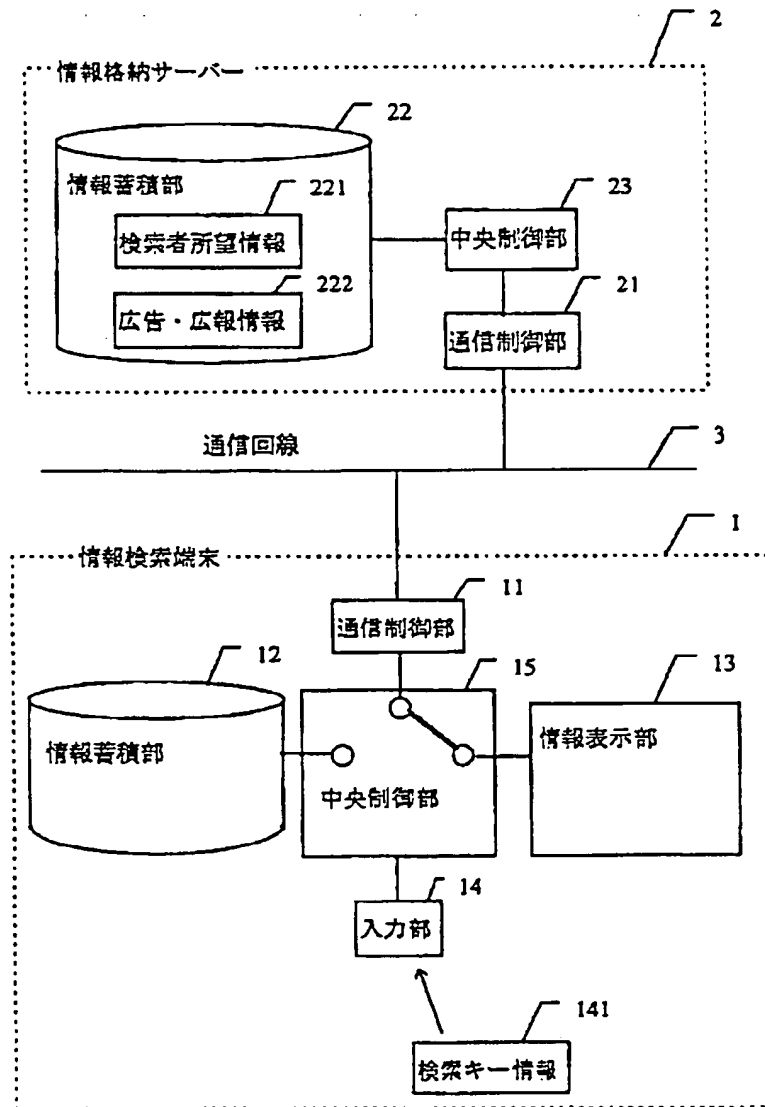 2
情報格納サーバー
22
情報蓄積部
221
検索者所望情報
222
広告・広報情報
23
中央制御部
21
通信制御部
通信回線
3
1
情報検索端末
11
通信制御部
12
情報蓄積部
15
中央制御部
13
情報表示部
14
入力部
141
検索キー情報